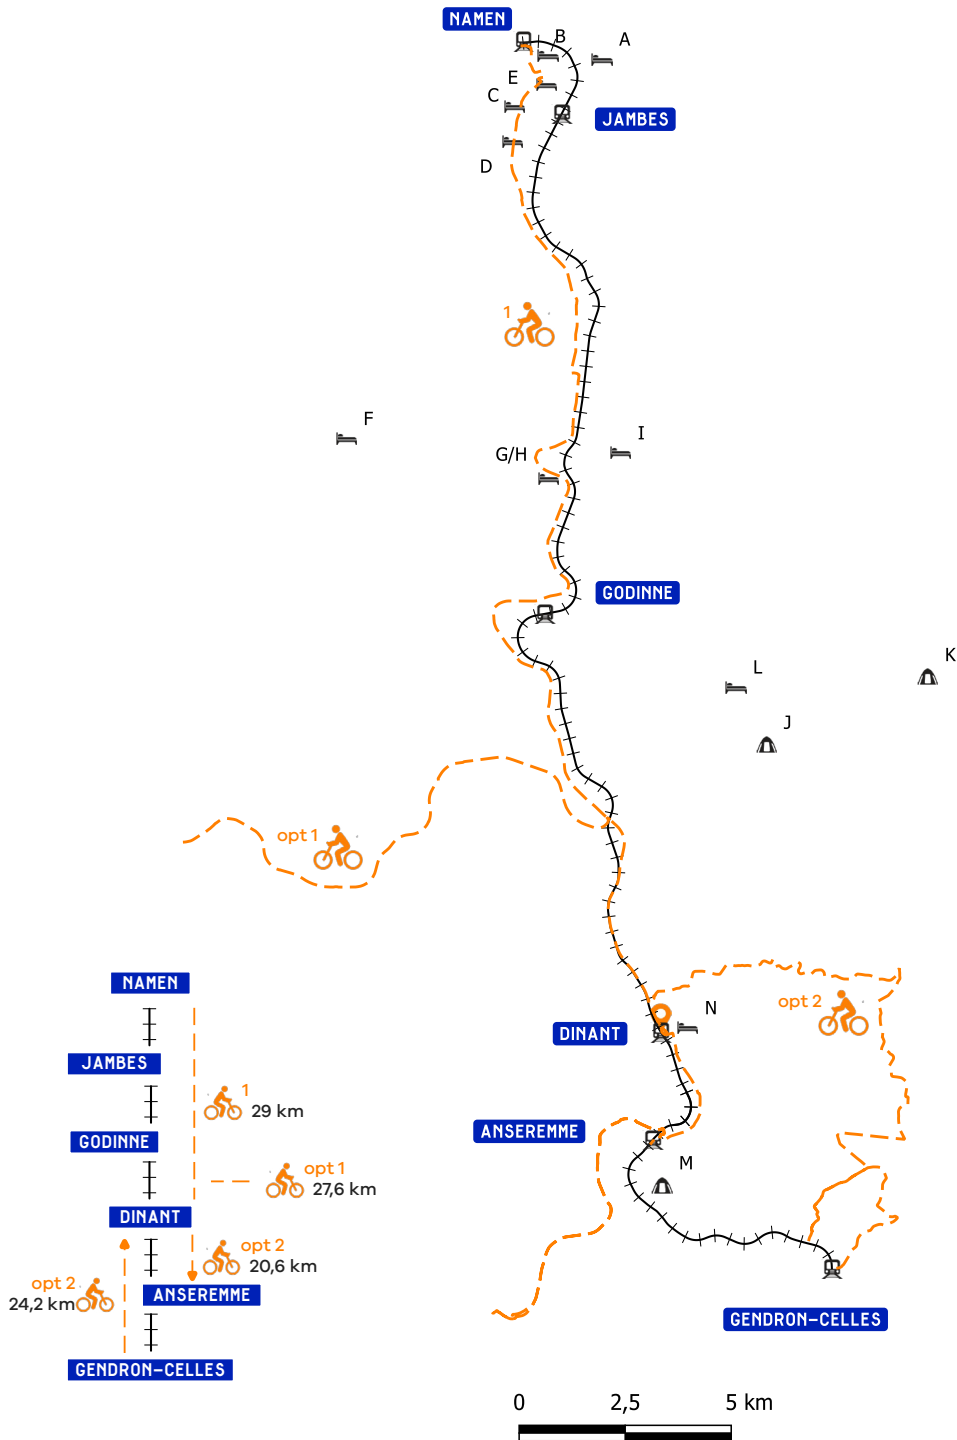 NAMEN
B
A
E
C
JAMBES
D
1
F
I
G/H
GODINNE
K
L
J
opt 1
NAMEN
opt 2
N
DINANT
JAMBES
1
29 km
ANSEREMME
GODINNE
M
opt 1
27,6 km
DINANT
opt 2
20,6 km
opt 2
24,2 km
ANSEREMME
GENDRON-CELLES
GENDRON-CELLES
0 2,5 5 km